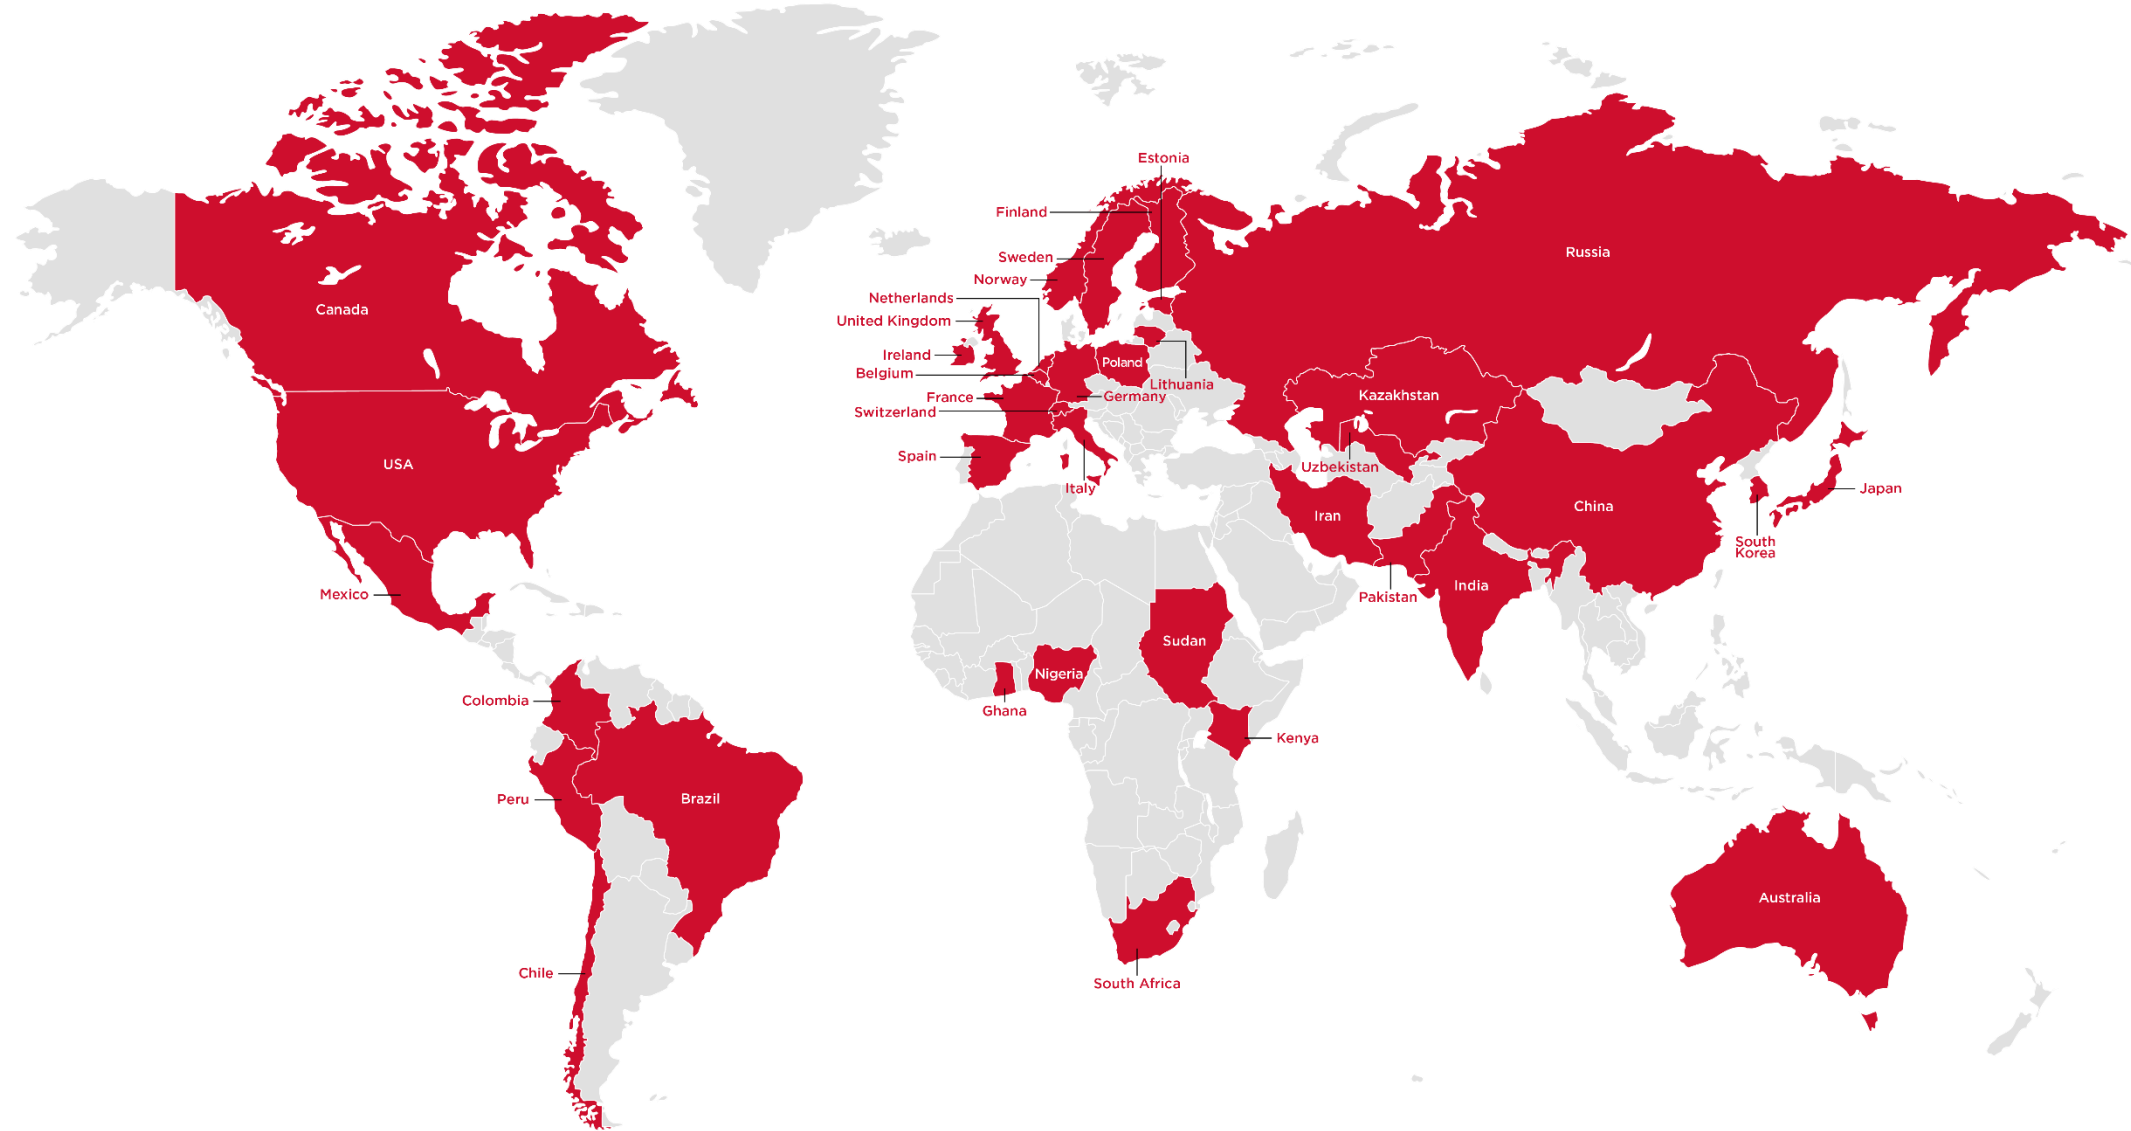 Estonia
Finland
Sweden
Norway
Netherlands
United Kingdom
Ireland
Belgium
France
Switzerland
Spain
Poland
Lithuania
Germany
Italy
Russia
Kazakhstan
Uzbekistan
Iran
Pakistan
India
China
South
Korea
Japan
Canada
USA
Mexico
Colombia
Peru
Brazil
Chile
Sudan
Nigeria
Ghana
Kenya
South Africa
Australia